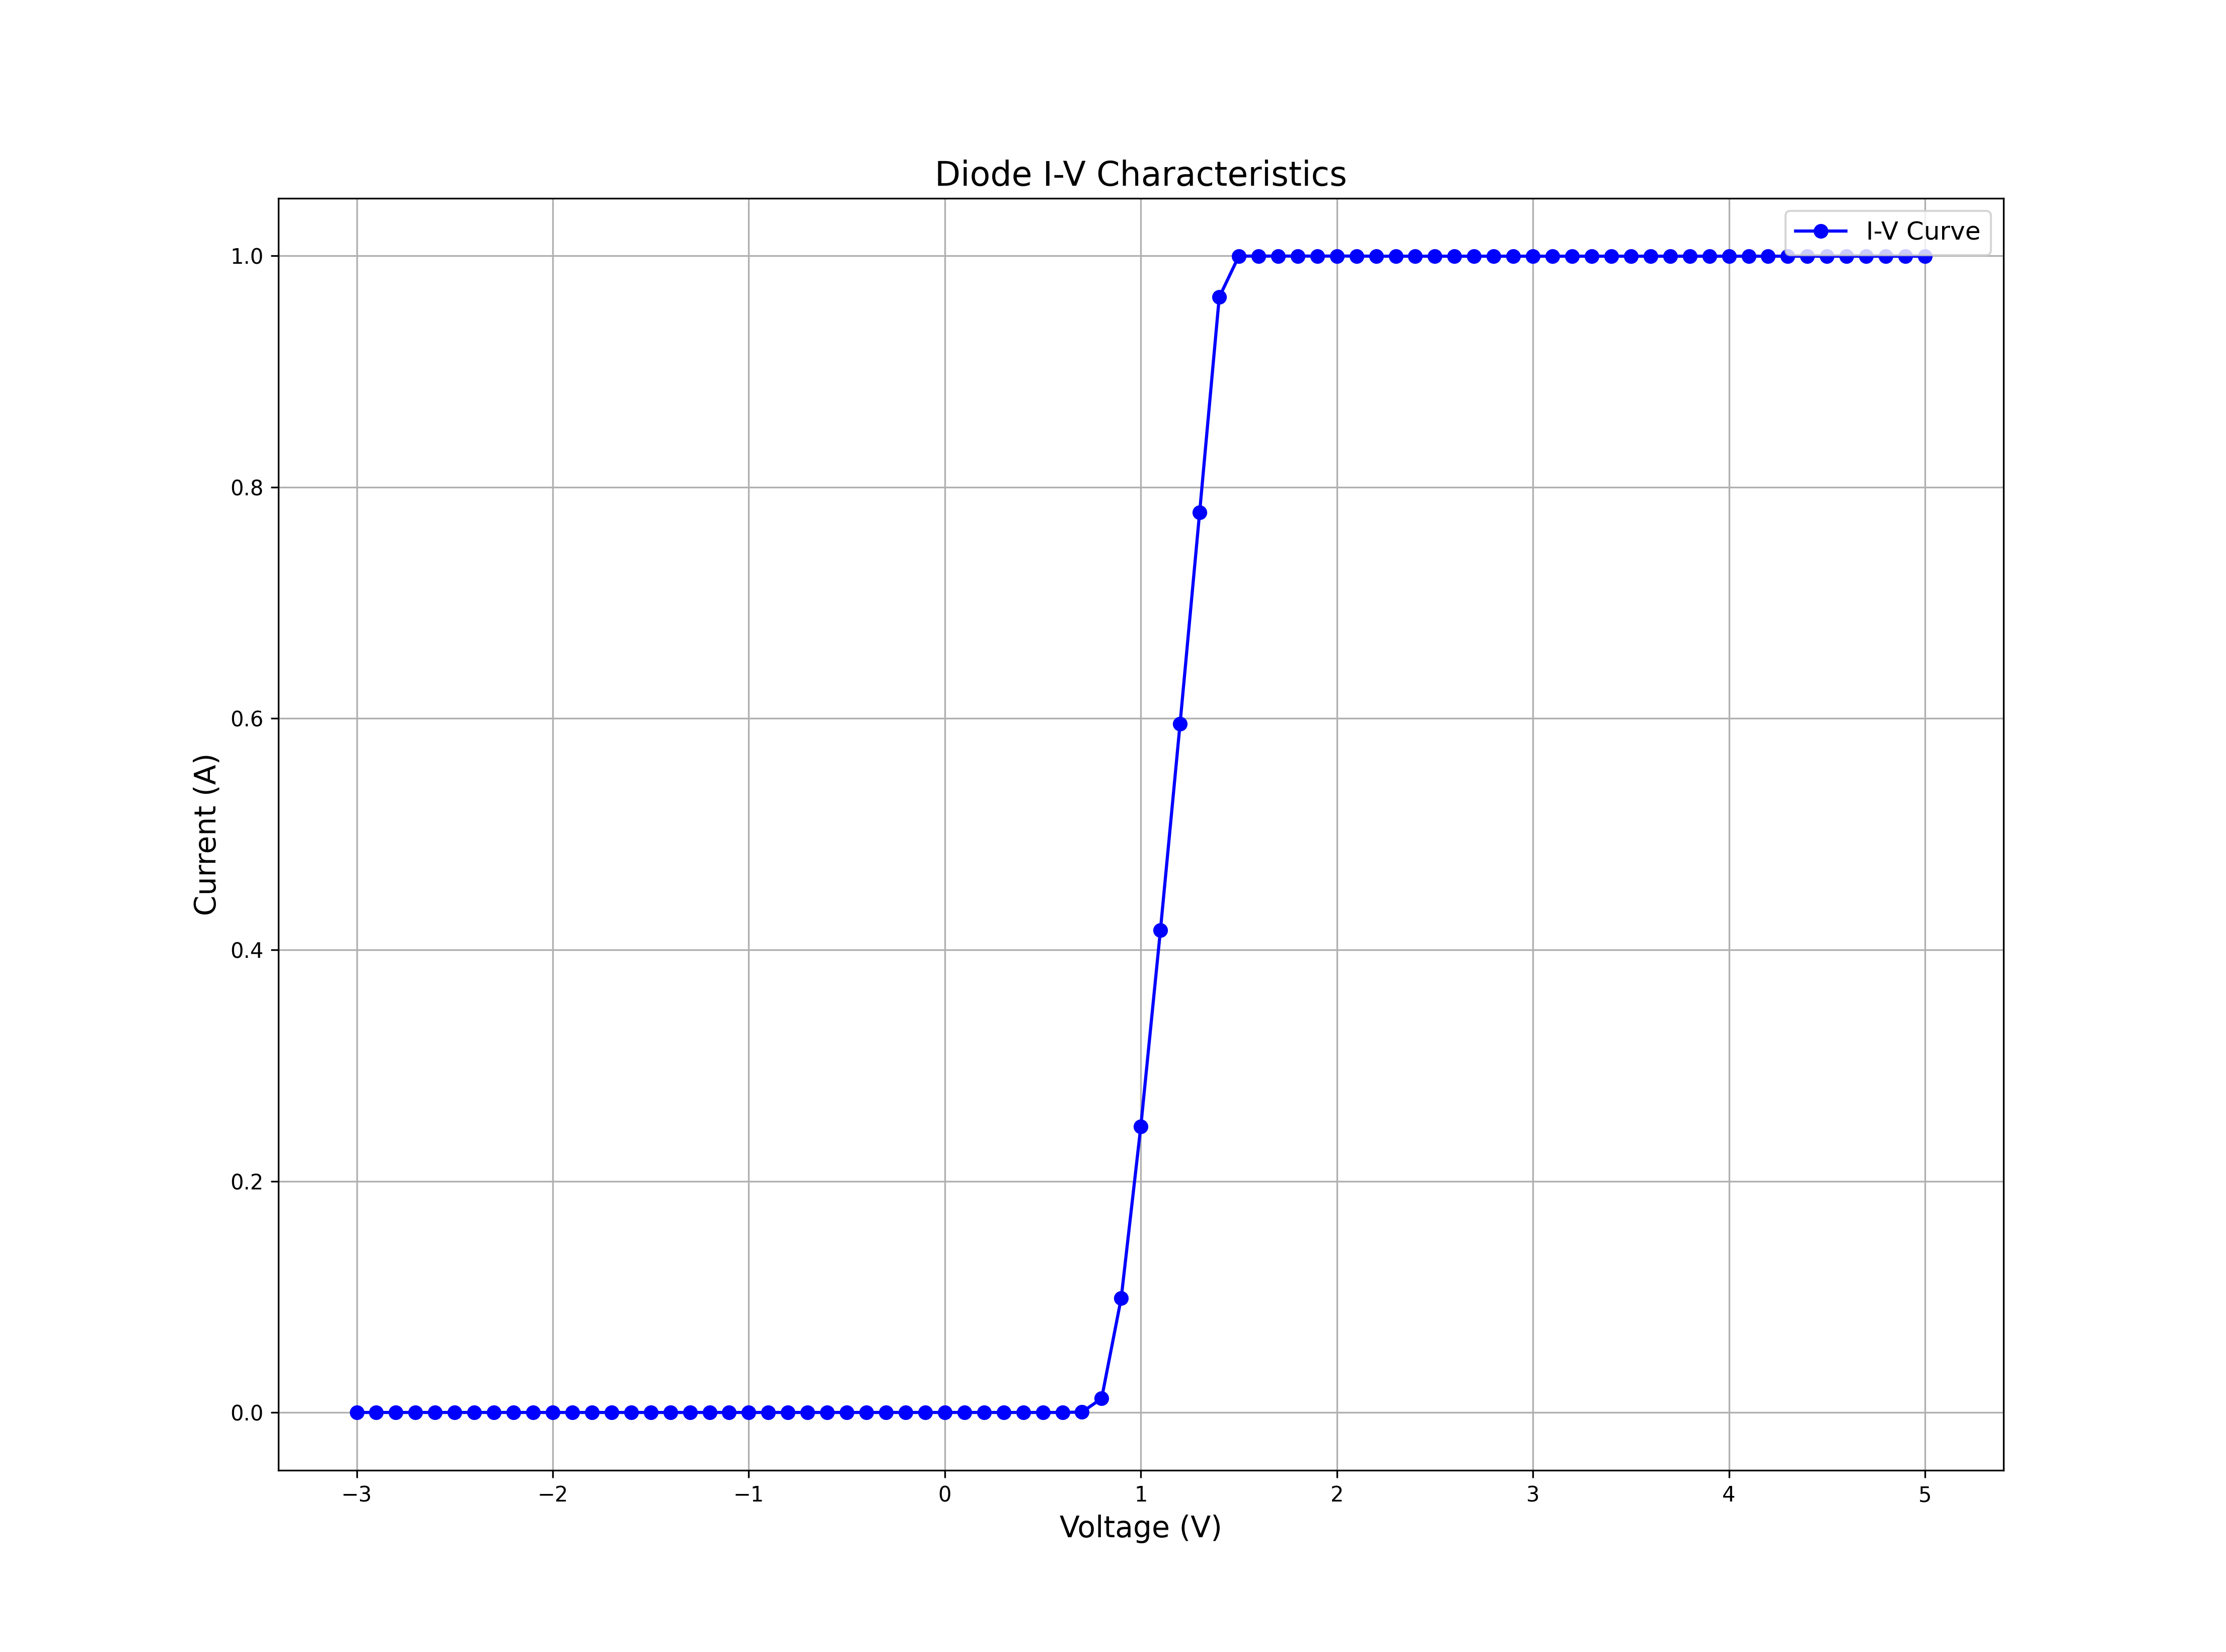 Diode I-V Characteristics
I-V Curve
1.0
0.8
0.6
0.4
0.2
0.0
Current (A)
−3 −2 −1 0 1 2 3 4 5
Voltage (V)